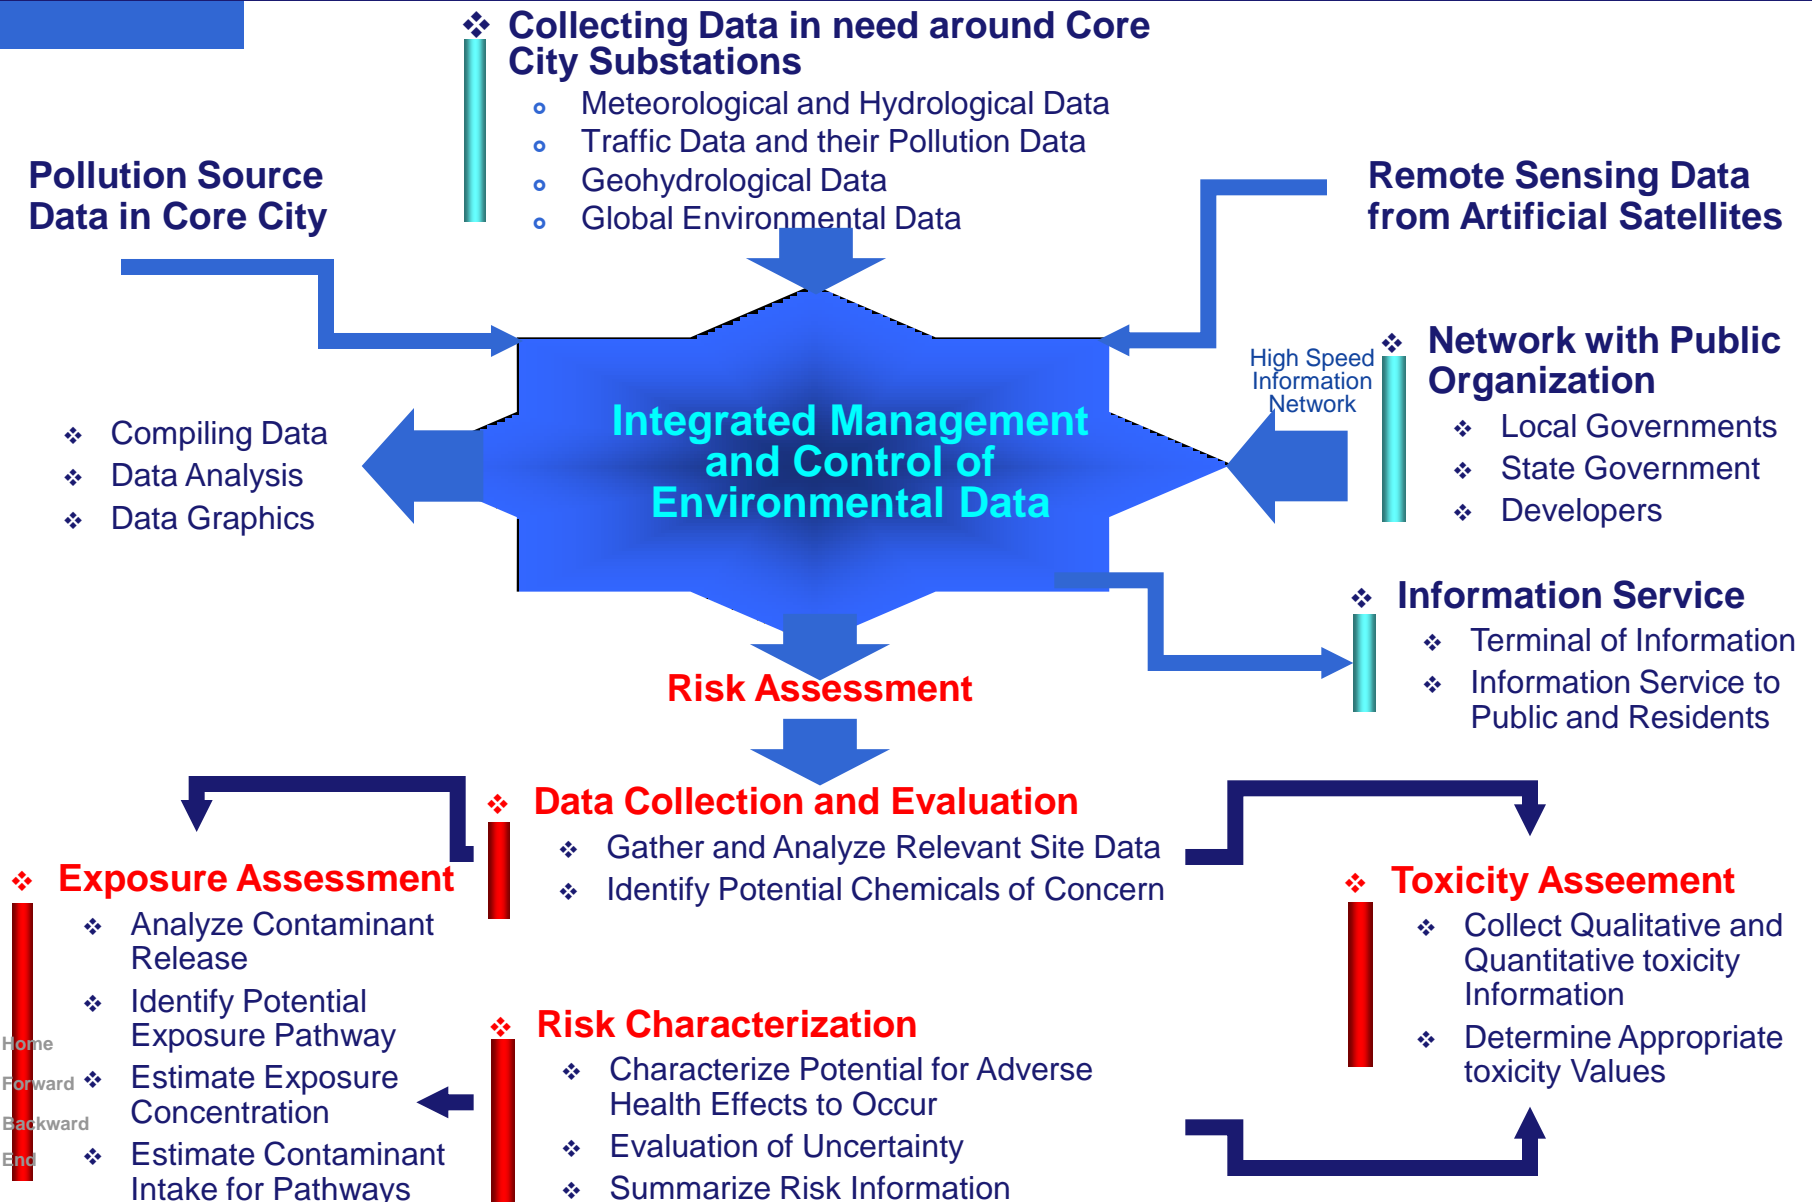 Collecting Data in need around Core
City Substations
Meteorological and Hydrological Data
Traffic Data and their Pollution Data
Geohydrological Data
Global Environmental Data
Pollution Source
Data in Core City
Remote Sensing Data
from Artificial Satellites
High Speed
Information
Network
Network with Public
Organization
Local Governments
State Government
Developers
Integrated Management
and Control of
Environmental Data
Compiling Data
Data Analysis
Data Graphics
Information Service
Terminal of Information
Information Service to
Public and Residents
Risk Assessment
Data Collection and Evaluation
Gather and Analyze Relevant Site Data
Identify Potential Chemicals of Concern
Exposure Assessment
Analyze Contaminant
Release
Identify Potential
Exposure Pathway
Estimate Exposure
Concentration
Estimate Contaminant
Intake for Pathways
Toxicity Asseement
Collect Qualitative and
Quantitative toxicity
Information
Determine Appropriate
toxicity Values
Risk Characterization
Characterize Potential for Adverse
Health Effects to Occur
Evaluation of Uncertainty
Summarize Risk Information
Home
Forward
Backward
End